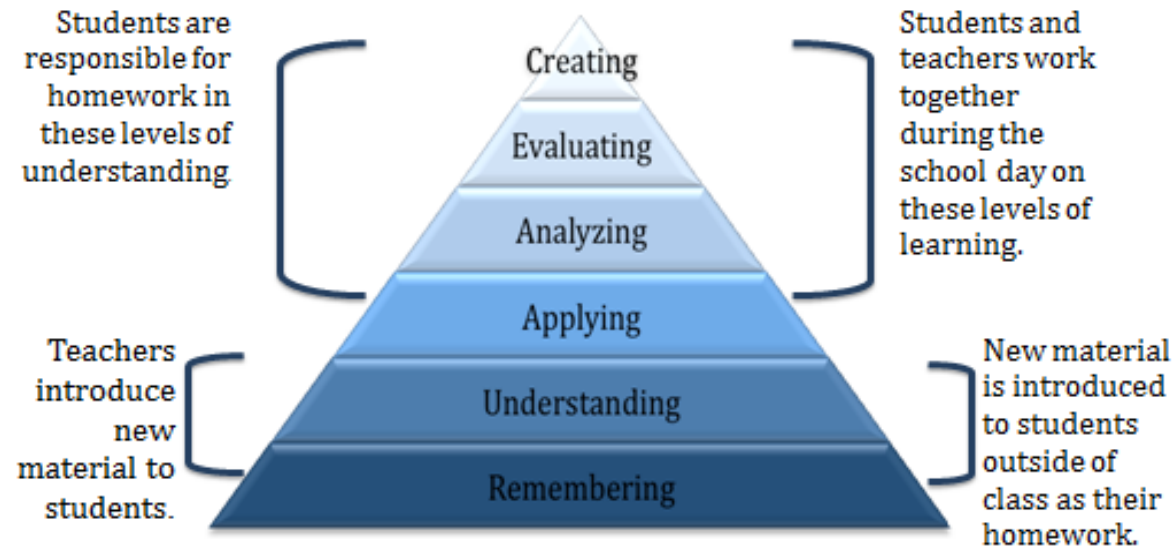 Students are
responsible for
homework in
these levels of
understanding
Teachers
introduce
new
material to
students.
Creating
Evaluating
Analyzing
Applying
Understanding
Remembering
Students and
teachers work
together
during the
school day on
these levels of
learning.
New material
is introduced
to students
outside of
class as their
homework.